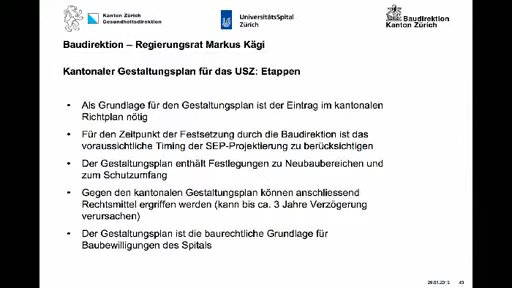 Kanton Zürich
Gesundheitsdirektion
UniversitätsSpital
Zürich
Baudirektion
Kanton Zürich
Baudirektion – Regierungsrat Markus Kägi
Kantonaler Gestaltungsplan für das USZ: Etappen
• Als Grundlage für den Gestaltungsplan ist der Eintrag im kantonalen
Richtplan nötig
• Für den Zeitpunkt der Festsetzung durch die Baudirektion ist das
voraussichtliche Timing der SEP-Projektierung zu berücksichtigen
• Der Gestaltungsplan enthält Festlegungen zu Neubaubereichen und
zum Schutzumfang
• Gegen den kantonalen Gestaltungsplan können anschliessend
Rechtsmittel ergriffen werden (kann bis ca. 3 Jahre Verzögerung
verursachen)
• Der Gestaltungsplan ist die baurechtliche Grundlage für
Baubewilligungen des Spitals